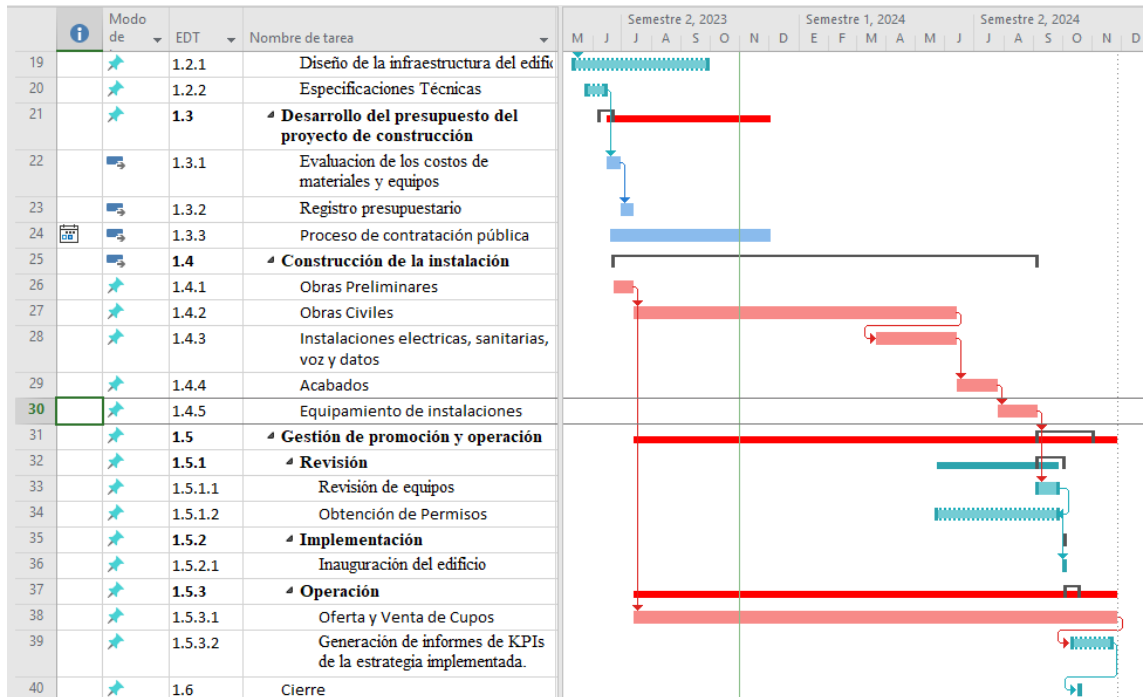 Modo
de
EDT
Nombre de tarea
Semestre 2, 2023
Semestre 1, 2024
Semestre 2, 2024
M J J A S O N D E F M A M J J A S O N D
19 1.2.1 Diseño de la infraestructura del edific
20 1.2.2 Especificaciones Técnicas
21 1.3 Desarrollo del presupuesto del
proyecto de construcción
22 1.3.1 Evaluacion de los costos de
materiales y equipos
23 1.3.2 Registro presupuestario
24 1.3.3 Proceso de contratación pública
25 1.4 Construcción de la instalación
26 1.4.1 Obras Preliminares
27 1.4.2 Obras Civiles
28 1.4.3 Instalaciones electricas, sanitarias,
voz y datos
29 1.4.4 Acabados
30 1.4.5 Equipamiento de instalaciones
31 1.5 Gestión de promoción y operación
32 1.5.1 Revisión
33 1.5.1.1 Revisión de equipos
34 1.5.1.2 Obtención de Permisos
35 1.5.2 Implementación
36 1.5.2.1 Inauguración del edificio
37 1.5.3 Operación
38 1.5.3.1 Oferta y Venta de Cupos
39 1.5.3.2 Generación de informes de KPIs
de la estrategia implementada.
40 1.6 Cierre